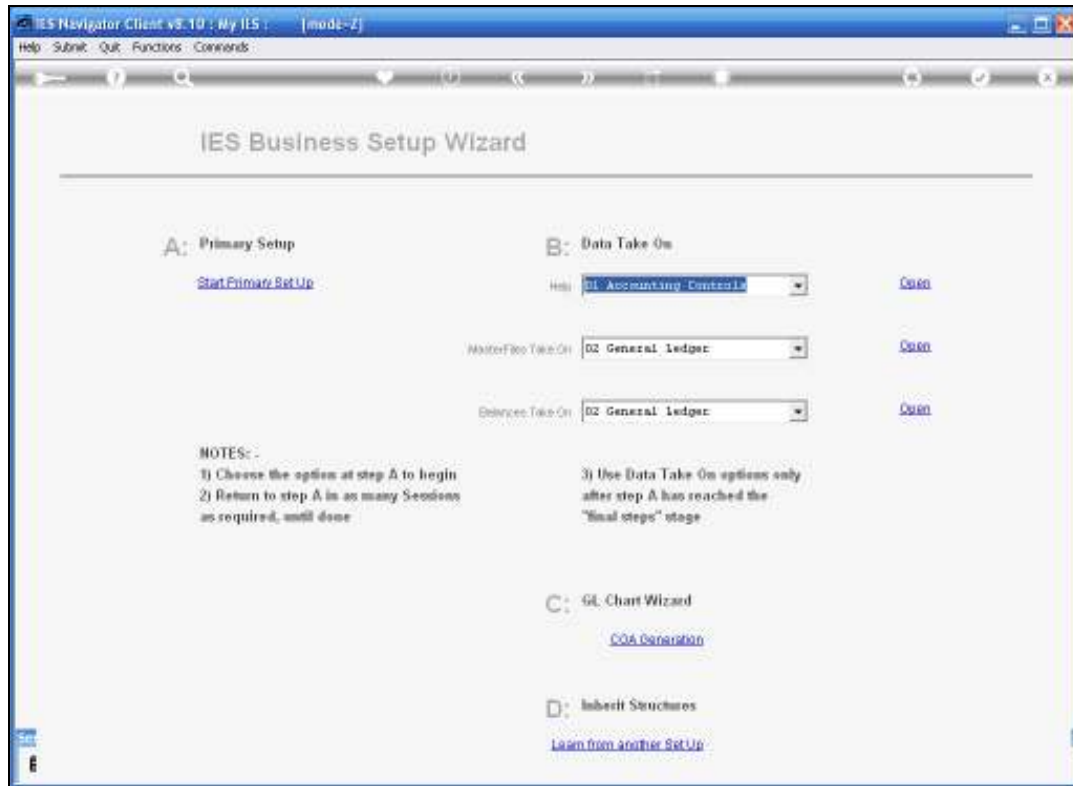 IES Navigator Client v8.10 : My IES : [mode-Z]
Help Submit Quit Functions Commands
IES Business Setup Wizard
A: Primary Setup
Start Primary Set Up
B: Data Take On
Help 01 Accounting Controls Open
MasterFiles Take On 02 General Ledger Open
Balances Take On 02 General Ledger Open
NOTES: -
1) Choose the option at step A to begin
2) Return to step A in as many Sessions
as required, until done
3) Use Data Take On options only
after step A has reached the
"final steps" stage
C: GL Chart Wizard
COA Generation
D: Inherit Structures
Learn from another Set Up